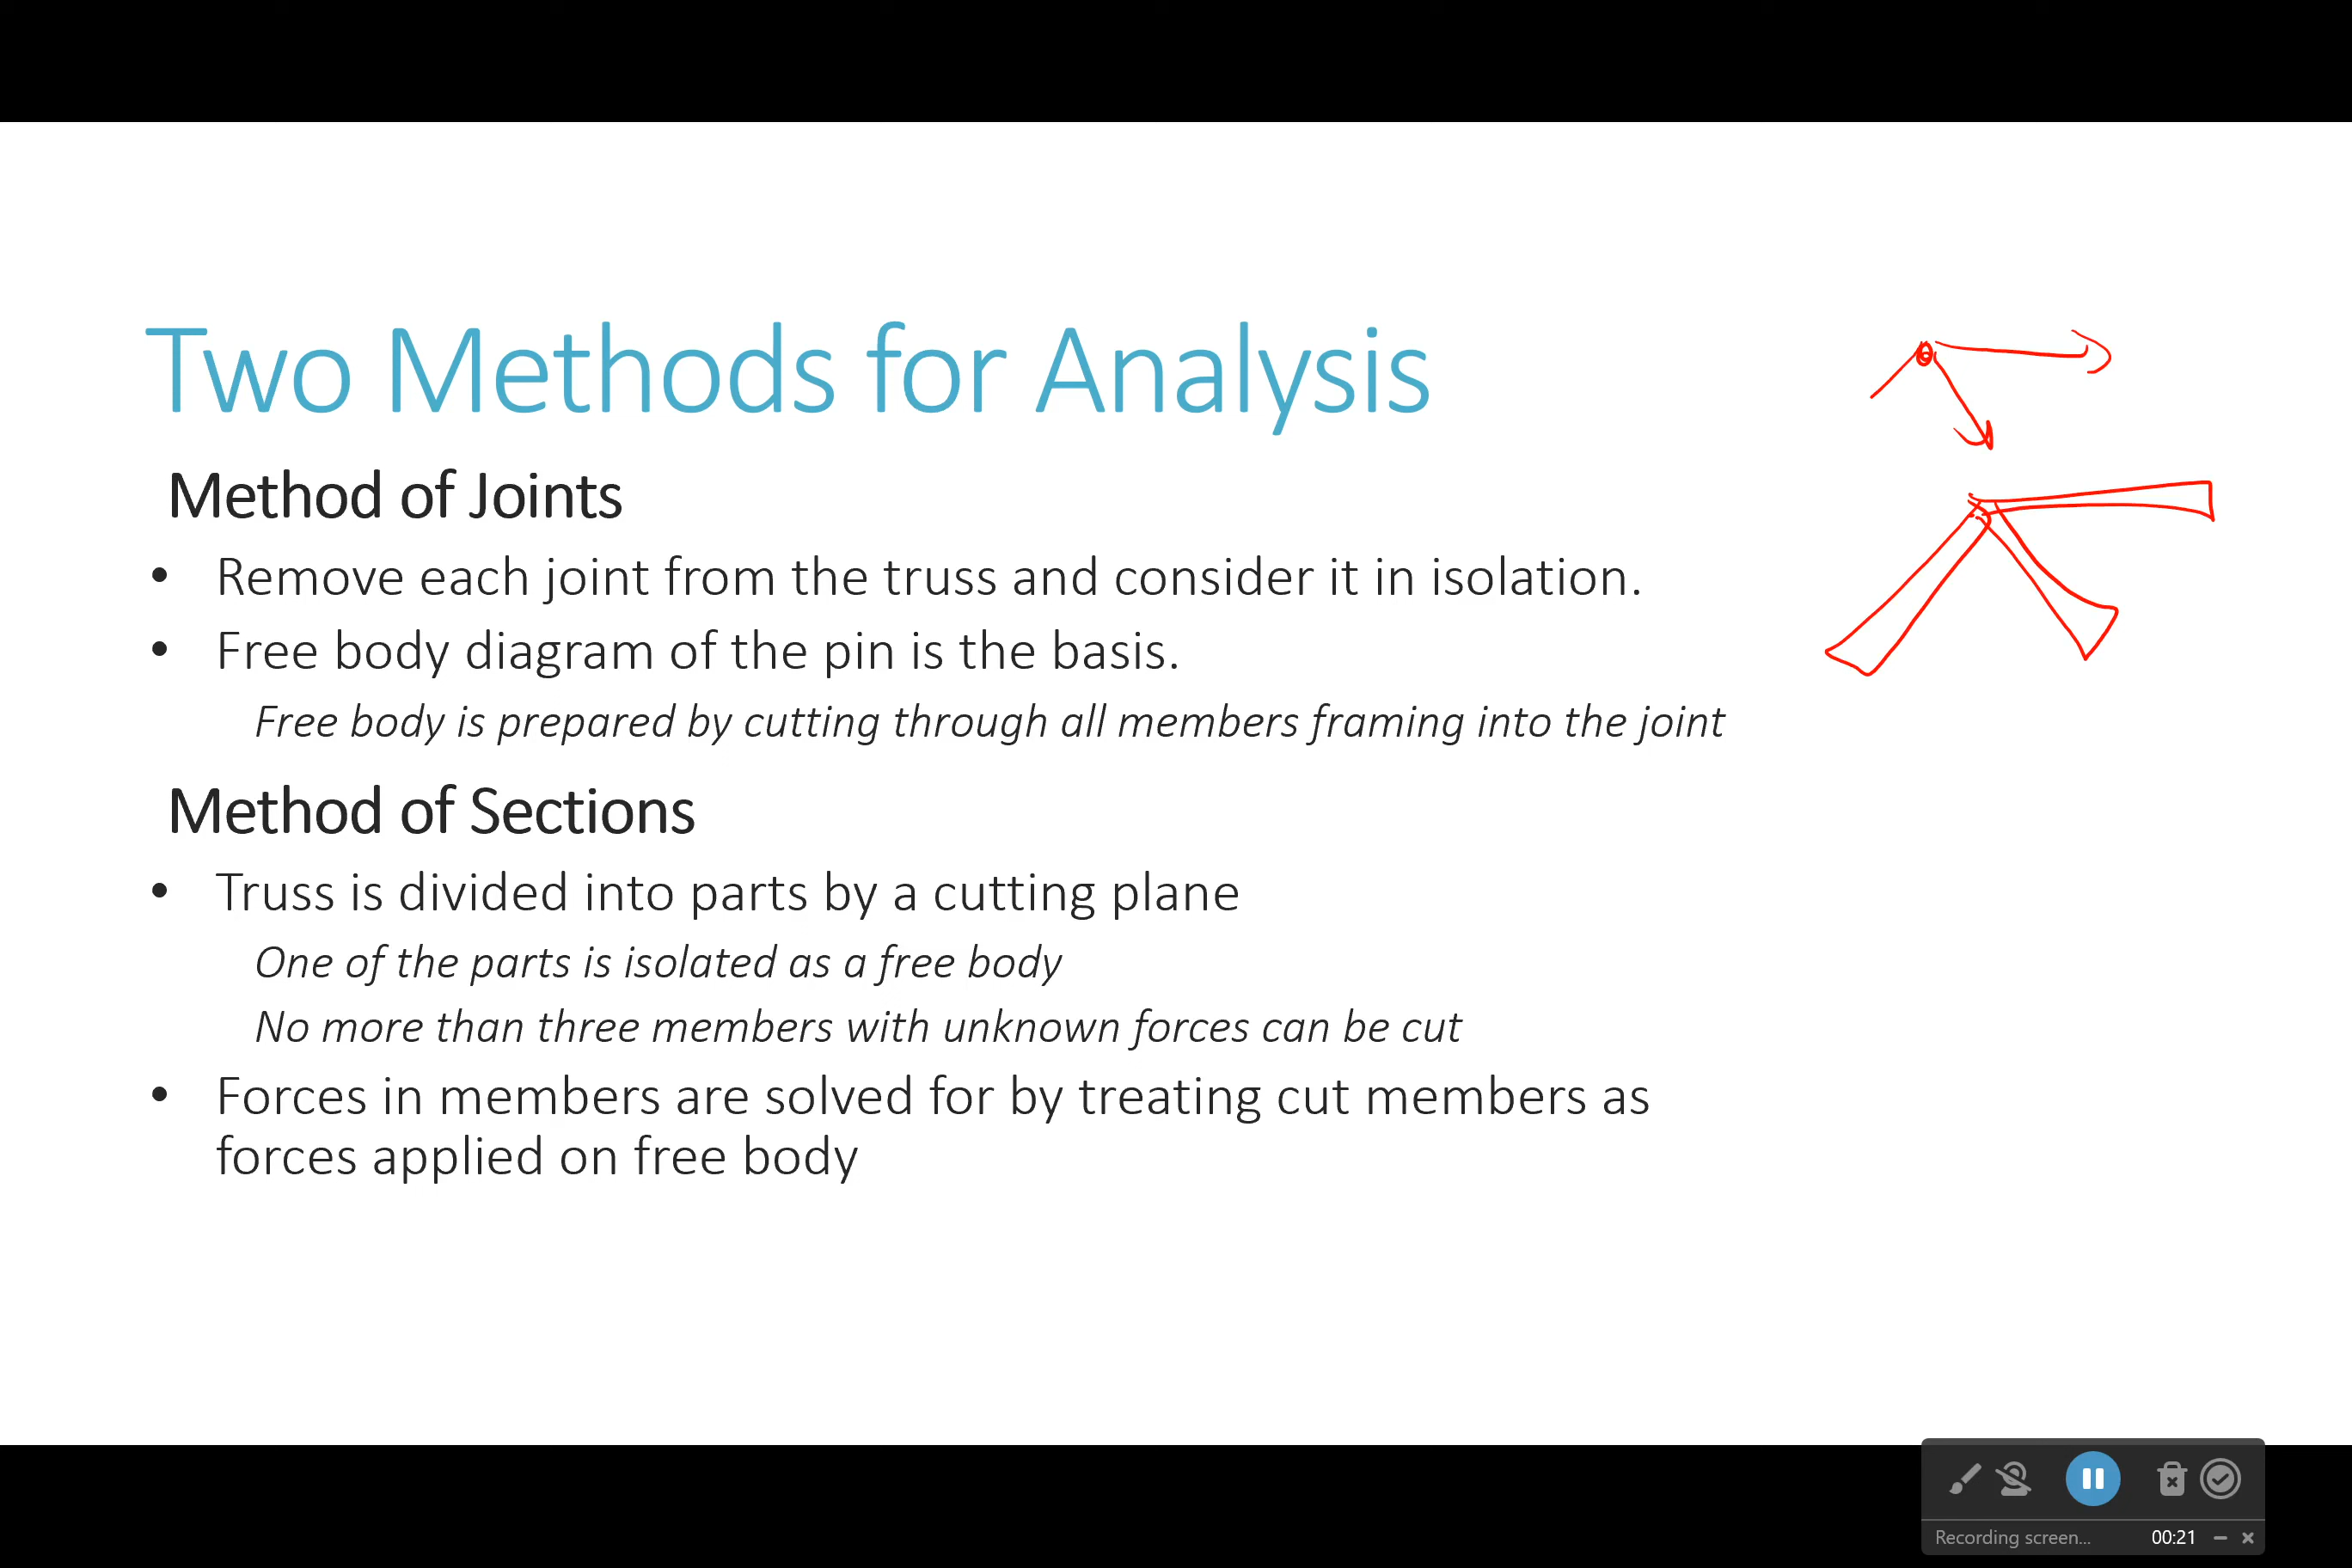 Two Methods for Analysis
Method of Joints
• Remove each joint from the truss and consider it in isolation.
• Free body diagram of the pin is the basis.
Free body is prepared by cutting through all members framing into the joint
Method of Sections
• Truss is divided into parts by a cutting plane
One of the parts is isolated as a free body
No more than three members with unknown forces can be cut
• Forces in members are solved for by treating cut members as
forces applied on free body
Recording screen... 00:21